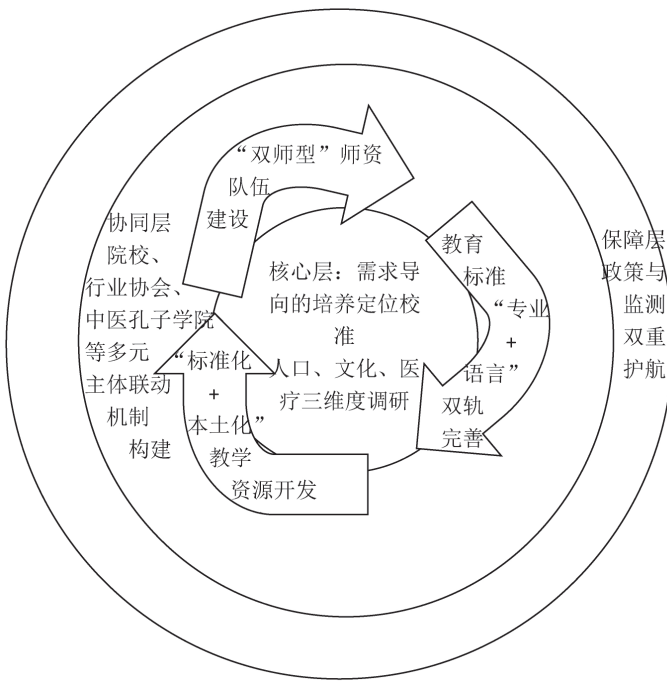 “双师型”师资
队伍
建设
教育
标准
“专业
+
语言”
双轨
完善
“标准化
+
本土化”
教学
资源开发
核心层：需求导
向的培养定位校
准
人口、文化、医
疗三维度调研
协同层
院校、
行业协会、
中医孔子学院
等多元
主体联动
机制
构建
保障层
政策与
监测
双重
护航